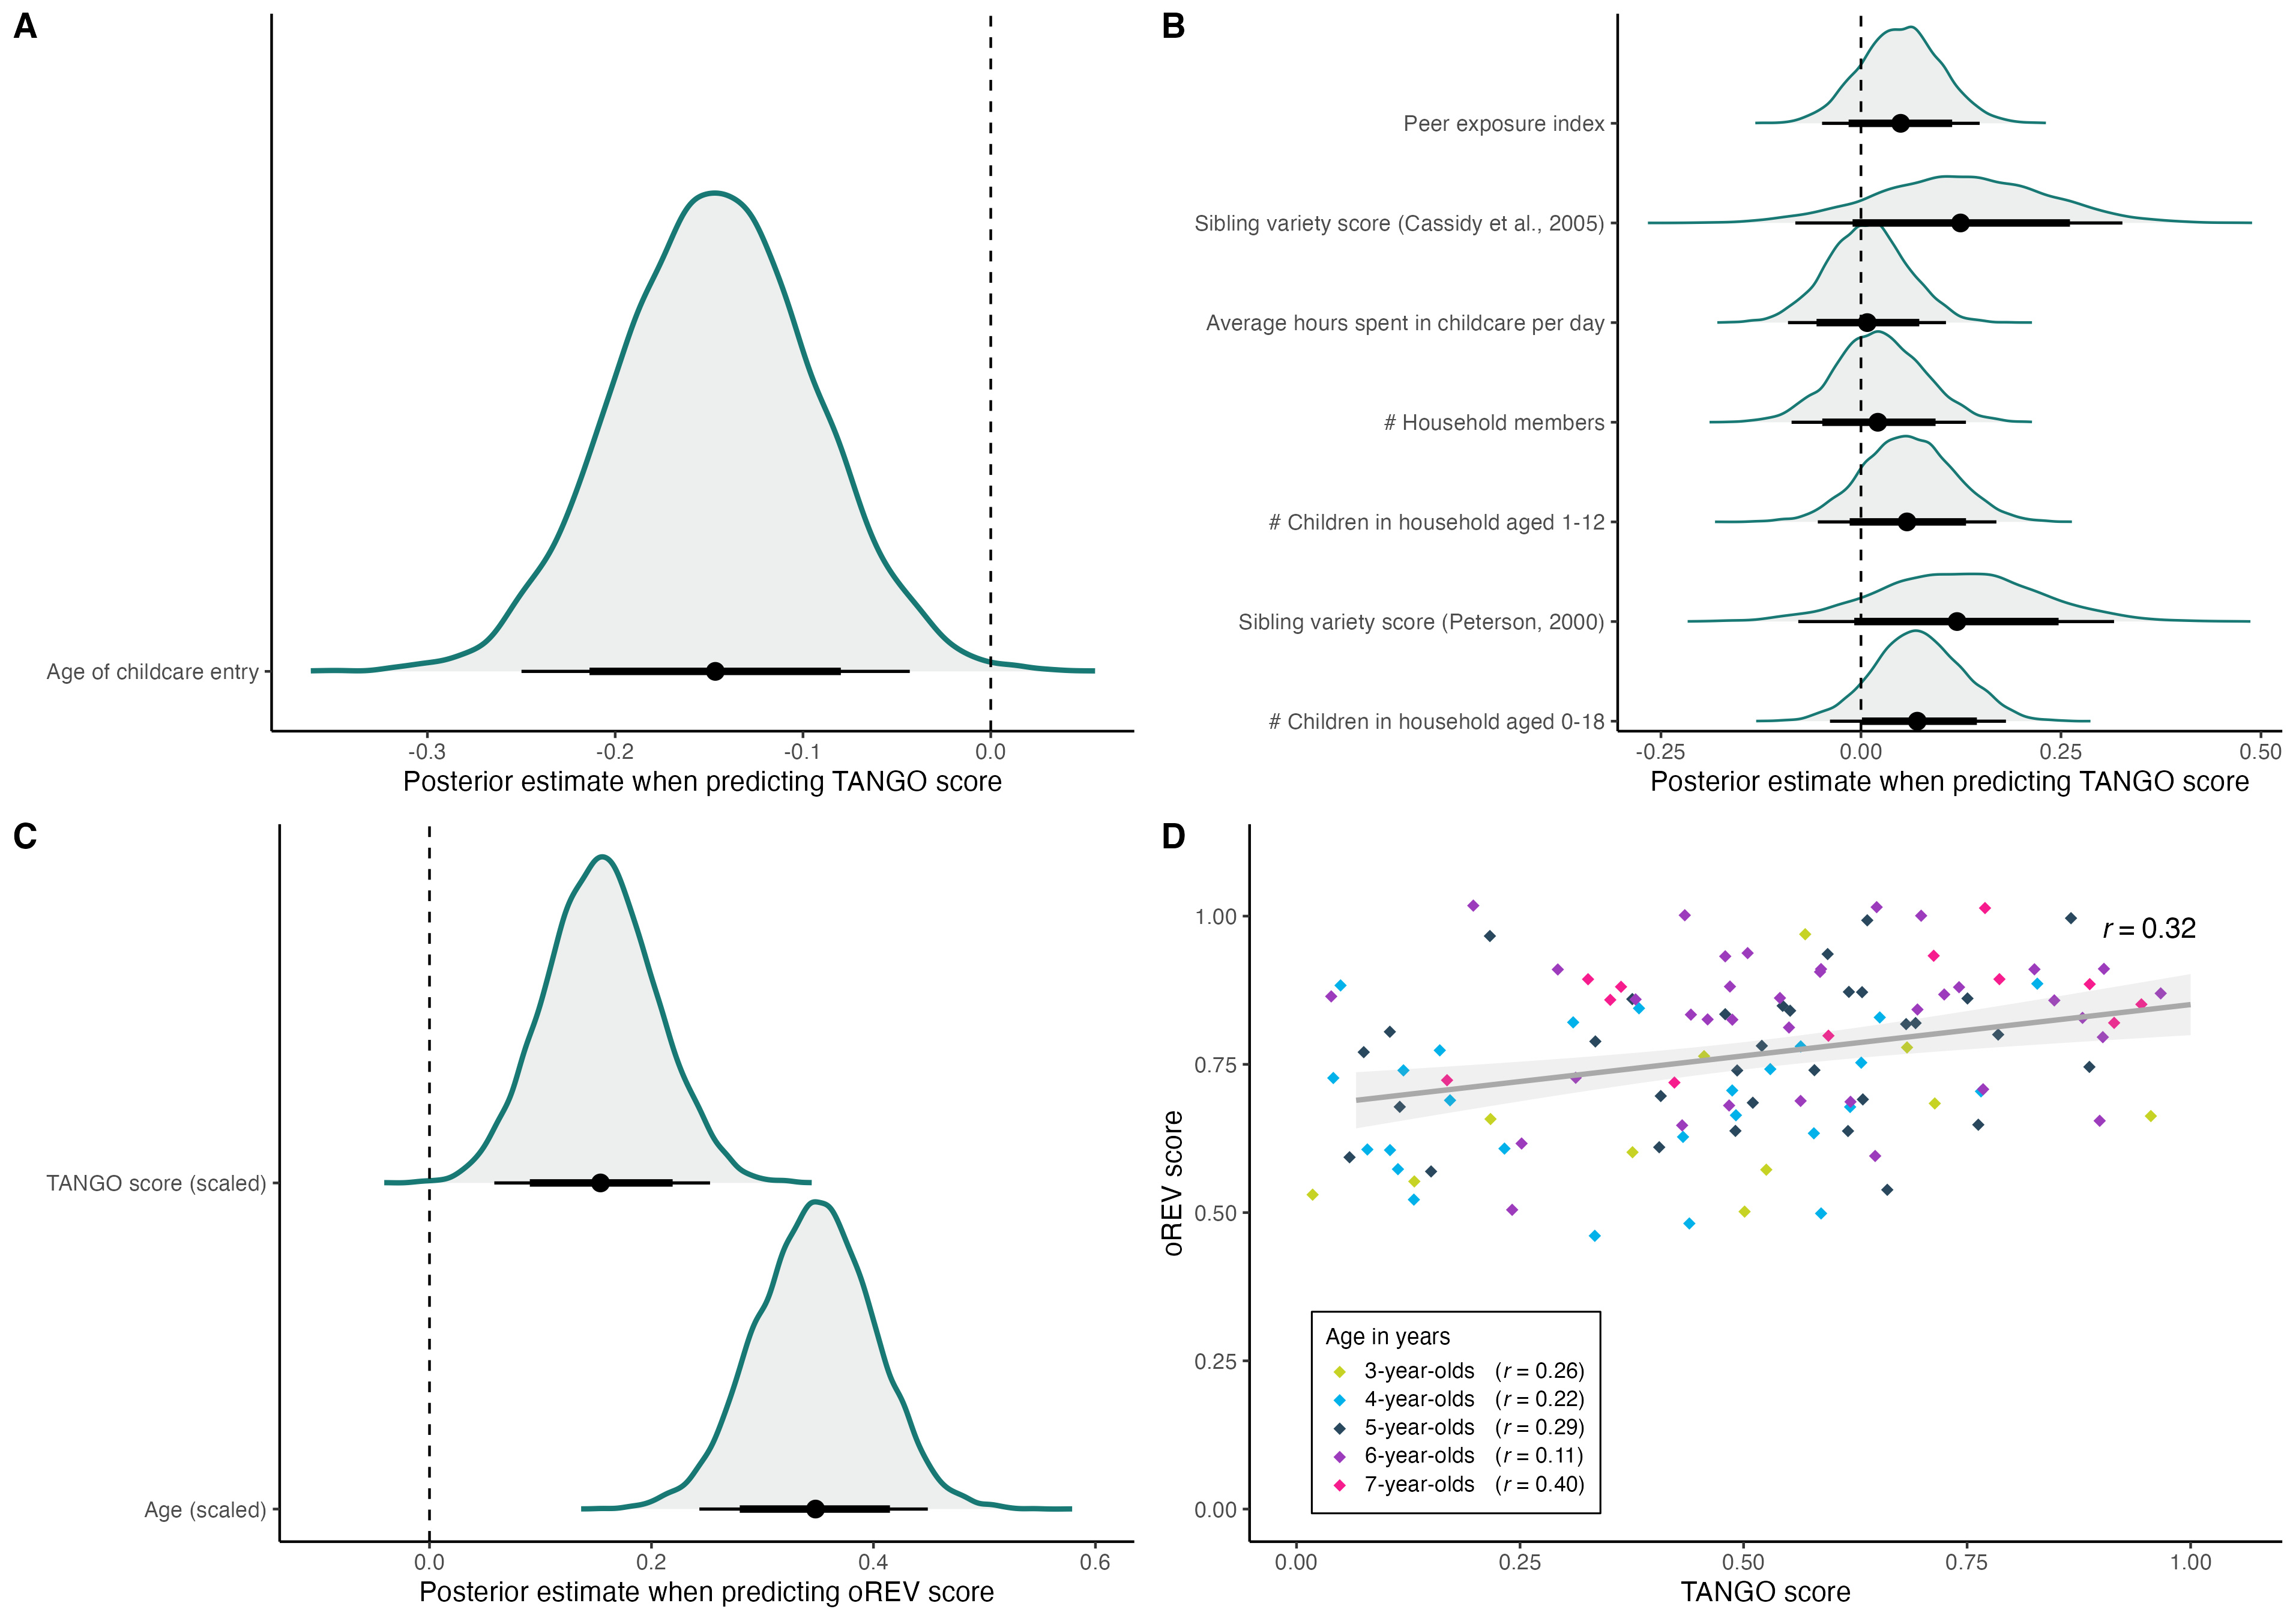 A
Age of childcare entry
-0.3 -0.2 -0.1 0.0
Posterior estimate when predicting TANGO score
B
Peer exposure index
Sibling variety score (Cassidy et al., 2005)
Average hours spent in childcare per day
# Household members
# Children in household aged 1-12
Sibling variety score (Peterson, 2000)
# Children in household aged 0-18
-0.25 0.00 0.25 0.50
Posterior estimate when predicting TANGO score
C
TANGO score (scaled)
Age (scaled)
0.0 0.2 0.4 0.6
Posterior estimate when predicting oREV score
D
oREV score
1.00
0.75
0.50
0.25
0.00
r = 0.32
Age in years
3-year-olds (r = 0.26)
4-year-olds (r = 0.22)
5-year-olds (r = 0.29)
6-year-olds (r = 0.11)
7-year-olds (r = 0.40)
0.00 0.25 0.50 0.75 1.00
TANGO score